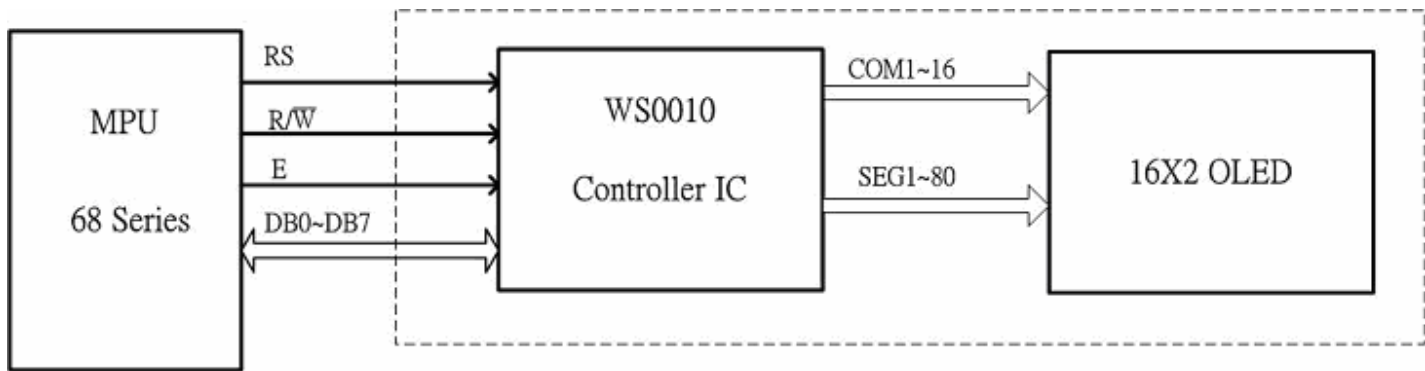 MPU
68 Series
RS
R/W̅
E
DB0~DB7
WS0010
Controller IC
COM1~16
SEG1~80
16X2 OLED